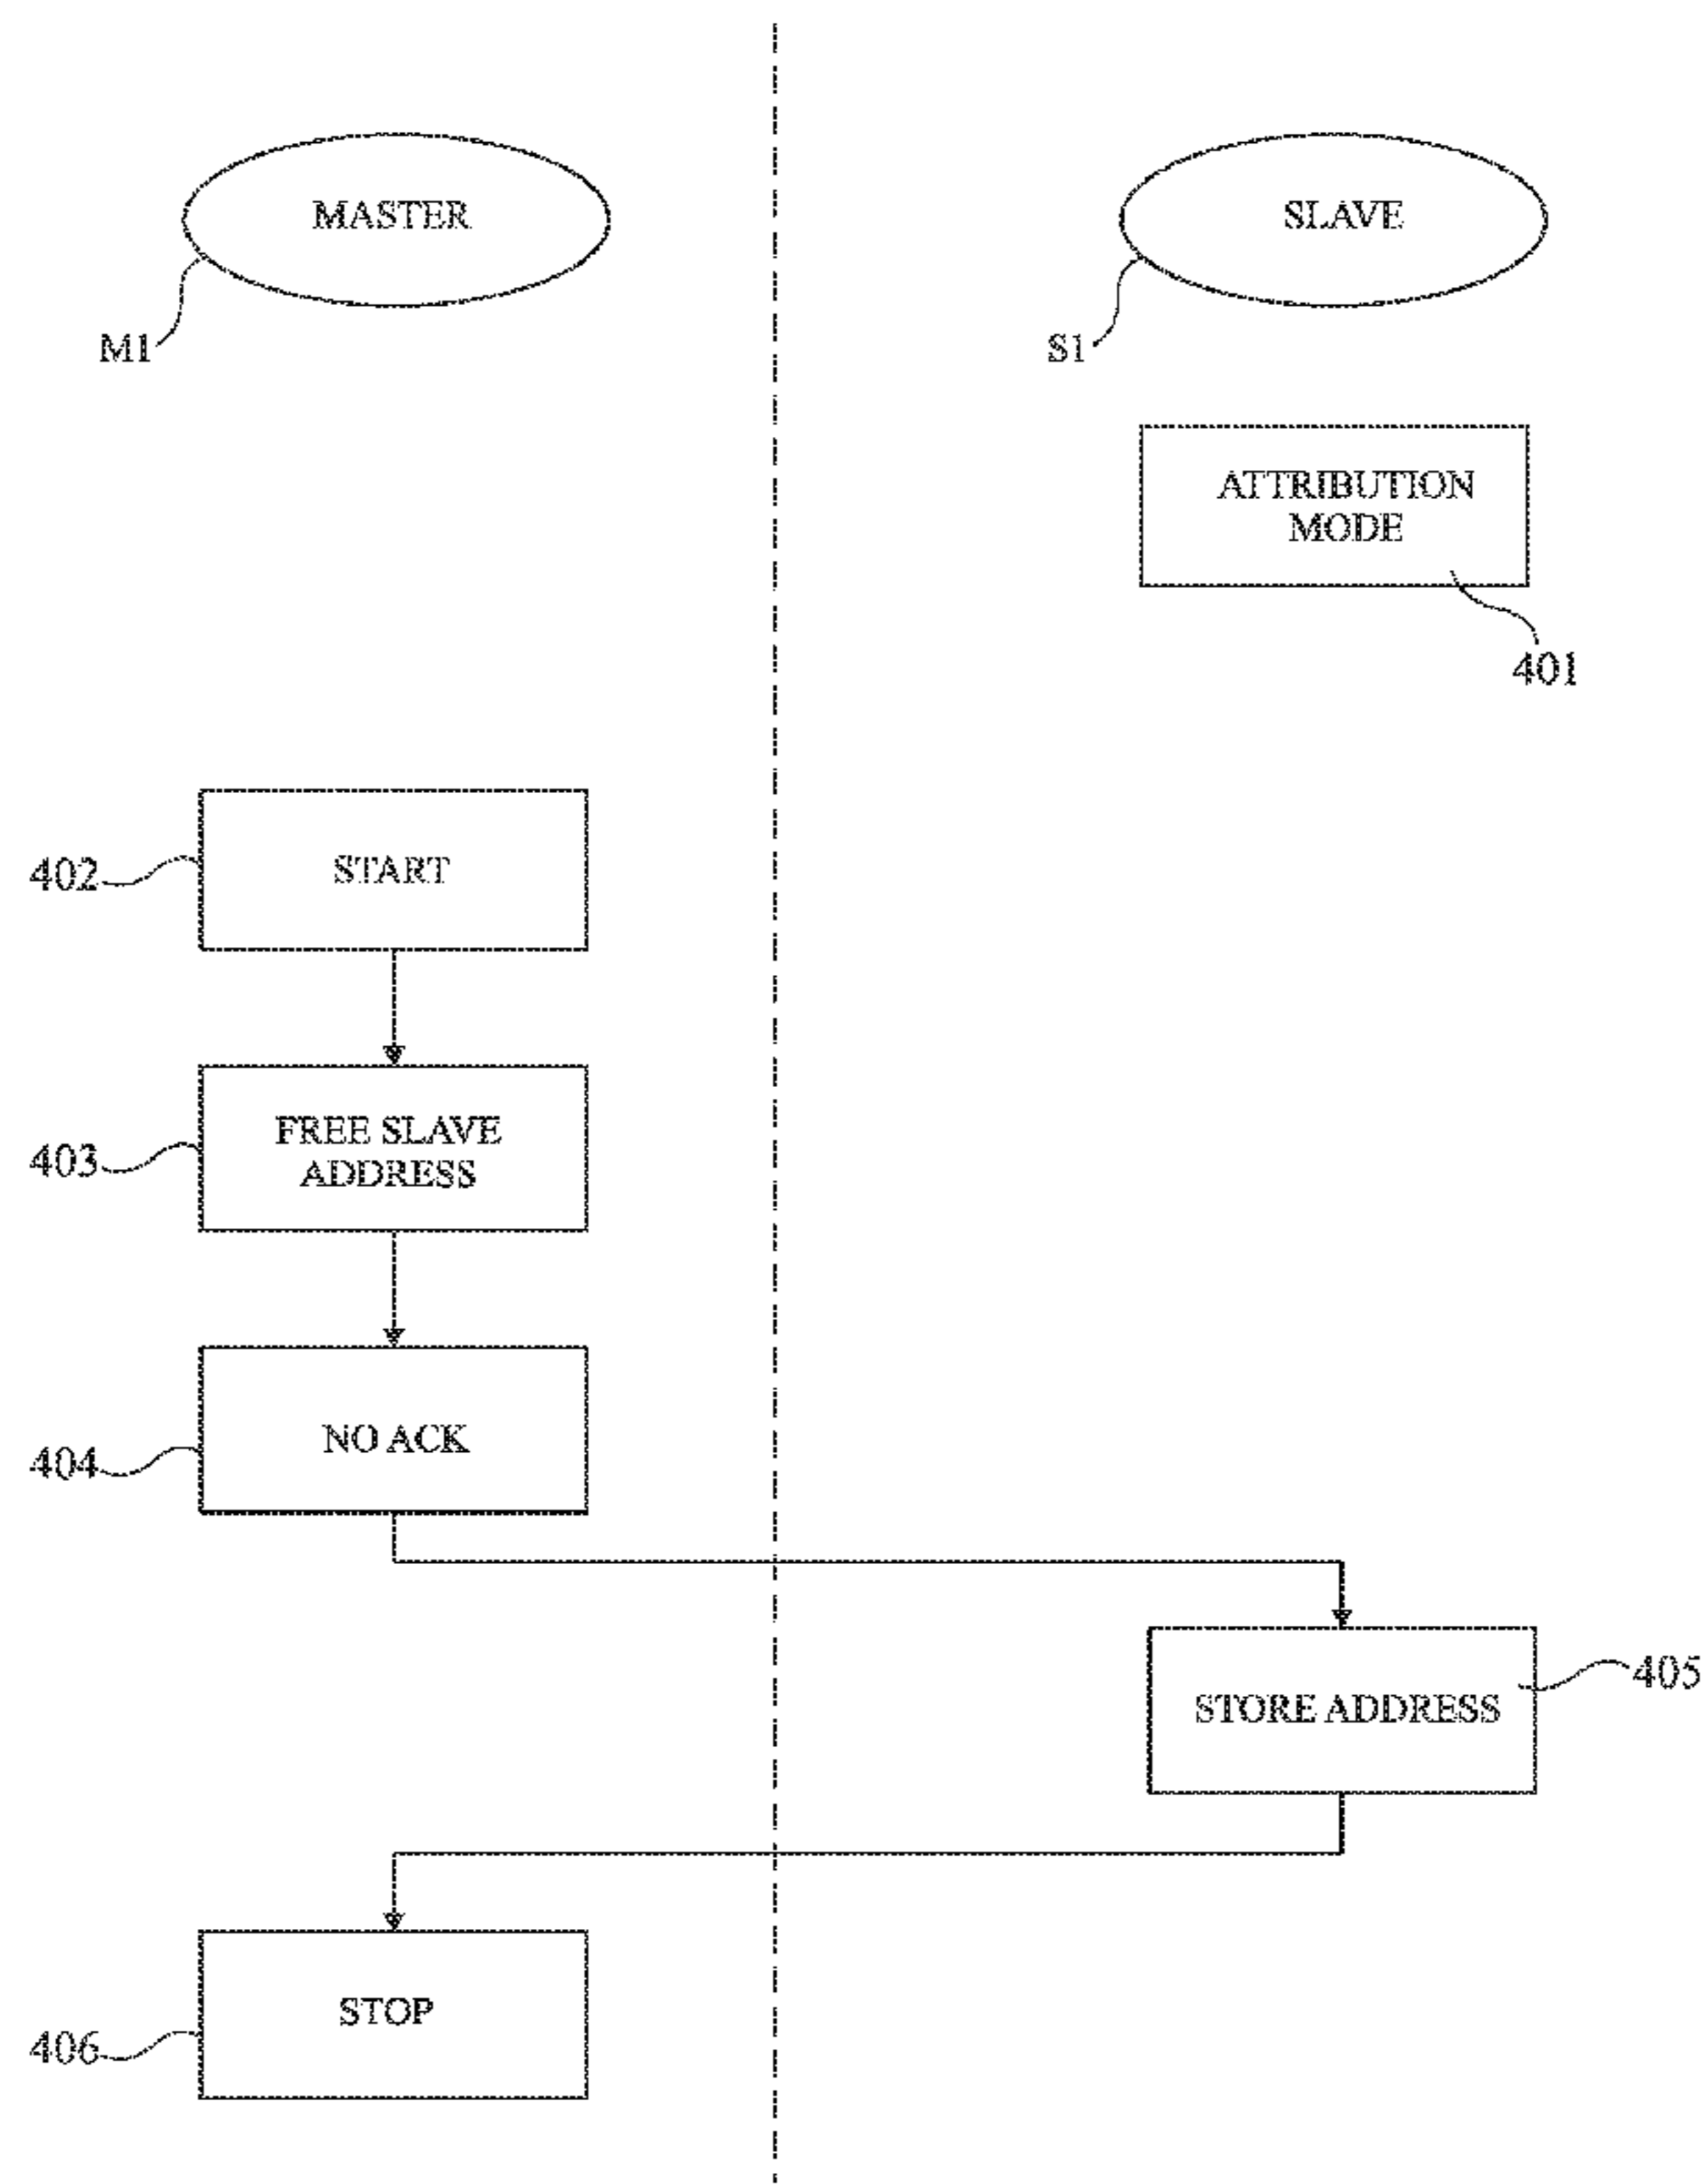 MASTER
SLAVE
M1
S1
ATTRIBUTION
MODE
401
402
START
403
FREE SLAVE
ADDRESS
404
NO ACK
405
STORE ADDRESS
406
STOP